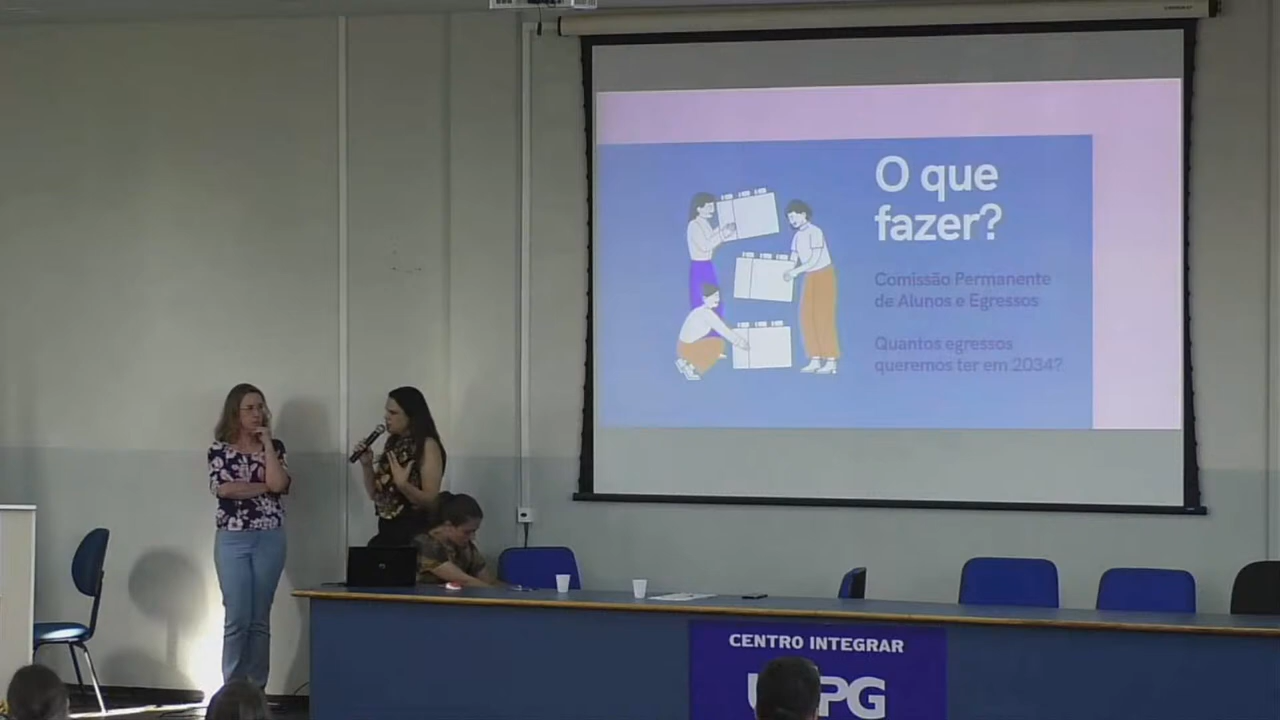 O que
fazer?
Comissão Permanente
de Alunos e Egressos
Quantos egressos
queremos ter em 2034?
CENTRO INTEGRAR